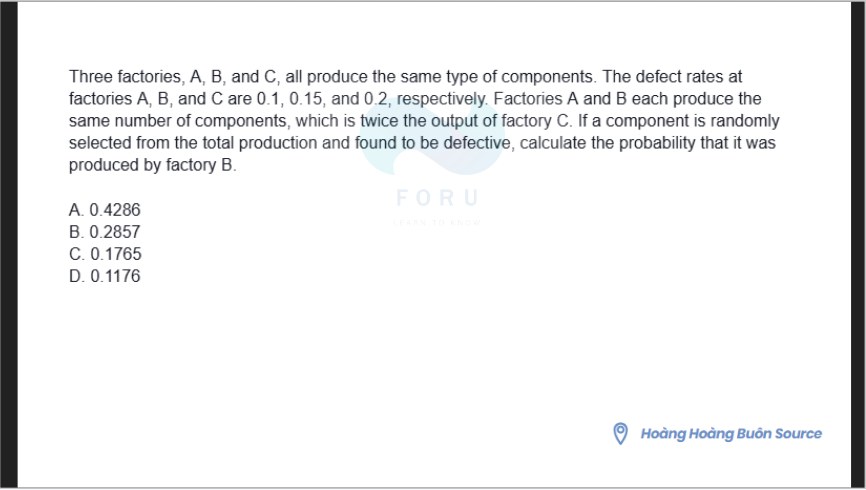 Three factories, A, B, and C, all produce the same type of components. The defect rates at
factories A, B, and C are 0.1, 0.15, and 0.2, respectively. Factories A and B each produce the
same number of components, which is twice the output of factory C. If a component is randomly
selected from the total production and found to be defective, calculate the probability that it was
produced by factory B.
FORU
A. 0.4286
B. 0.2857
C. 0.1765
D. 0.1176
Hoàng Hoàng Buôn Source